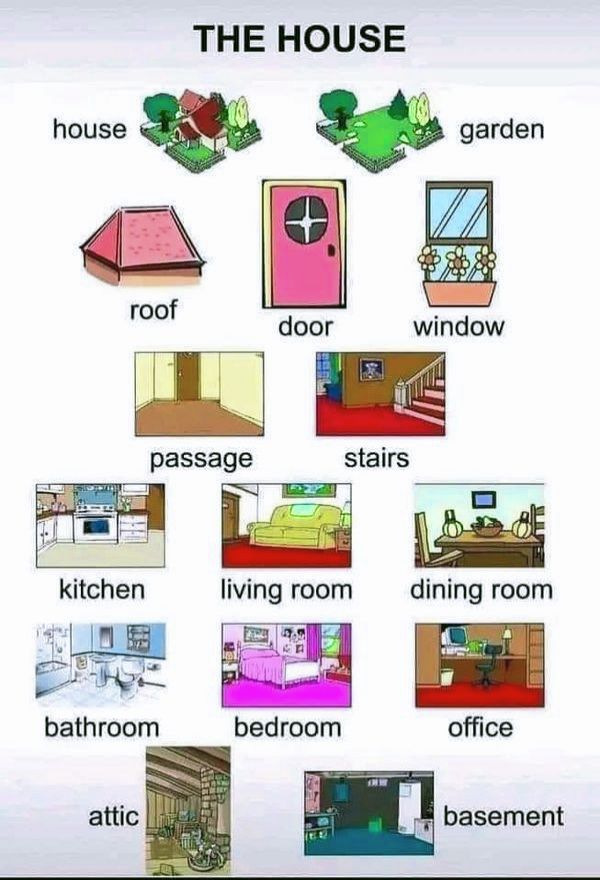 THE HOUSE
house
garden
roof
door
window
passage
stairs
kitchen
living room
dining room
bathroom
bedroom
office
attic
basement